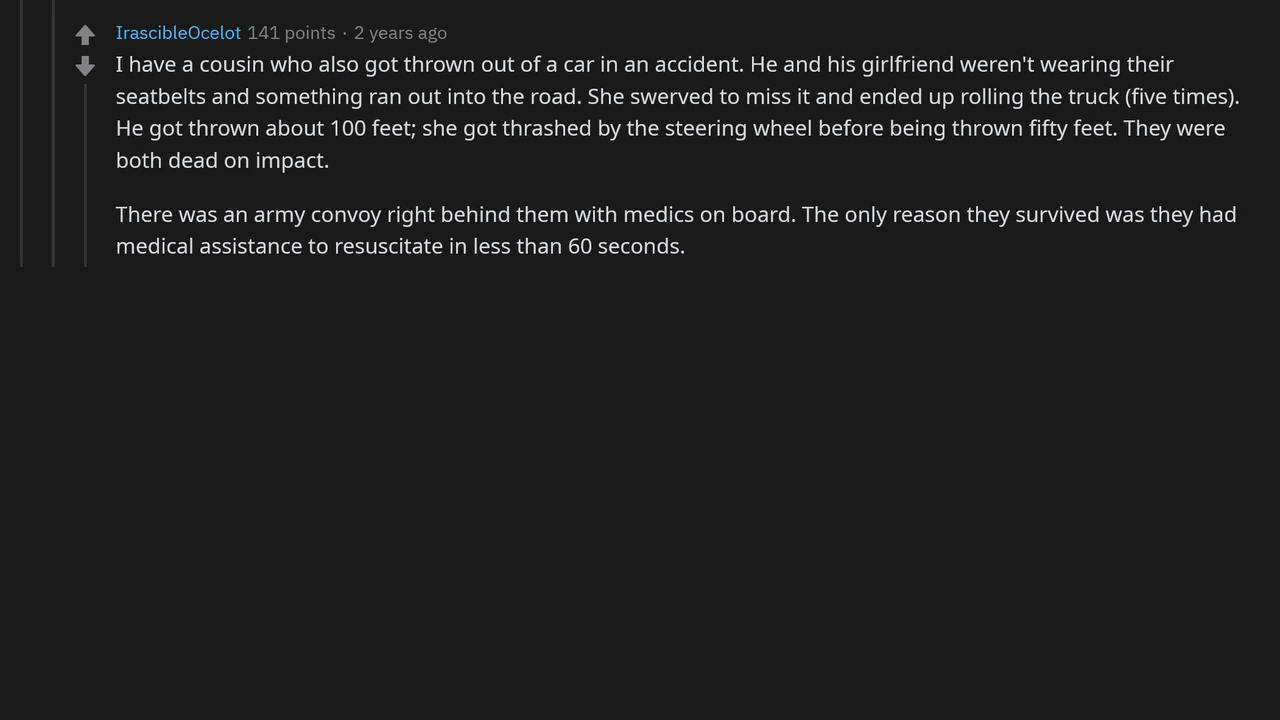 IrascibleOcelot 141 points · 2 years ago
I have a cousin who also got thrown out of a car in an accident. He and his girlfriend weren't wearing their
seatbelts and something ran out into the road. She swerved to miss it and ended up rolling the truck (five times).
He got thrown about 100 feet; she got thrashed by the steering wheel before being thrown fifty feet. They were
both dead on impact.
There was an army convoy right behind them with medics on board. The only reason they survived was they had
medical assistance to resuscitate in less than 60 seconds.